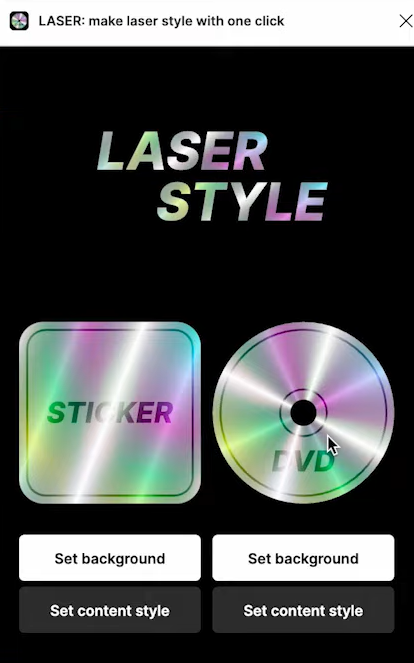 LASER: make laser style with one click
LASER
STYLE
STICKER
DVD
Set background
Set background
Set content style
Set content style